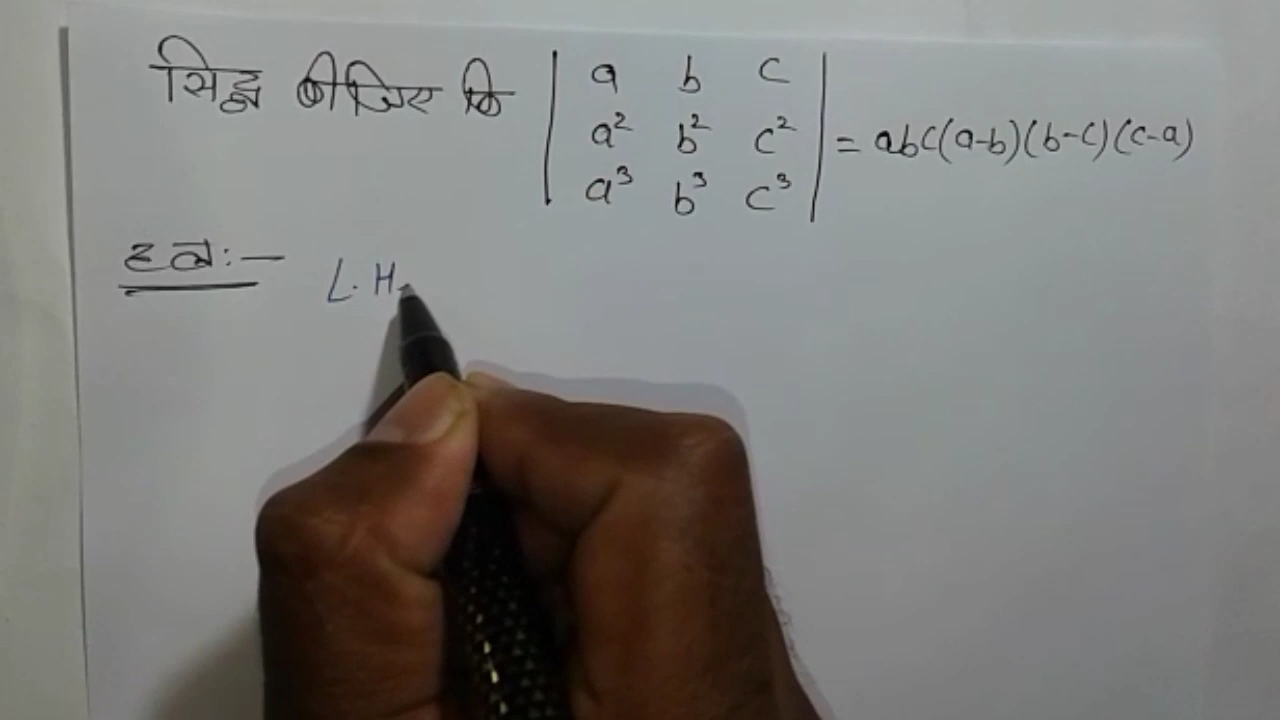 सिद्ध कीजिए कि | a b c |
| a² b² c² | = abc(a-b)(b-c)(c-a)
| a³ b³ c³ |
हल:- L.H.